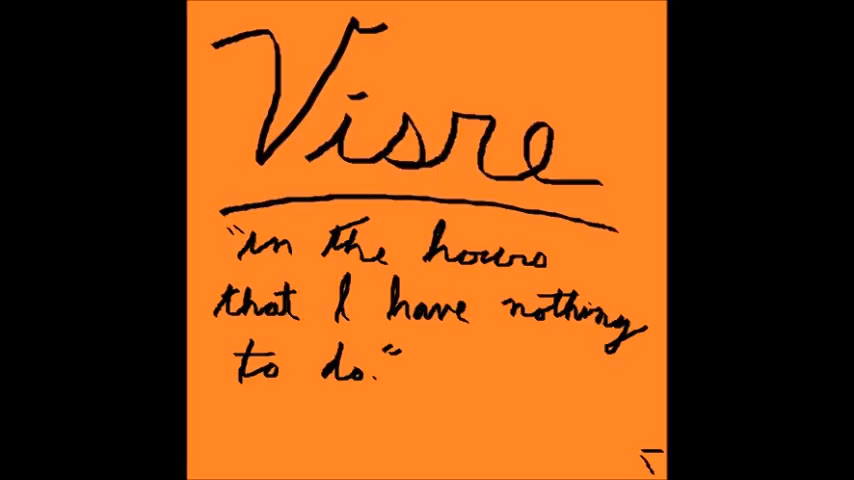 Visre
"in the hours
that I have nothing
to do."